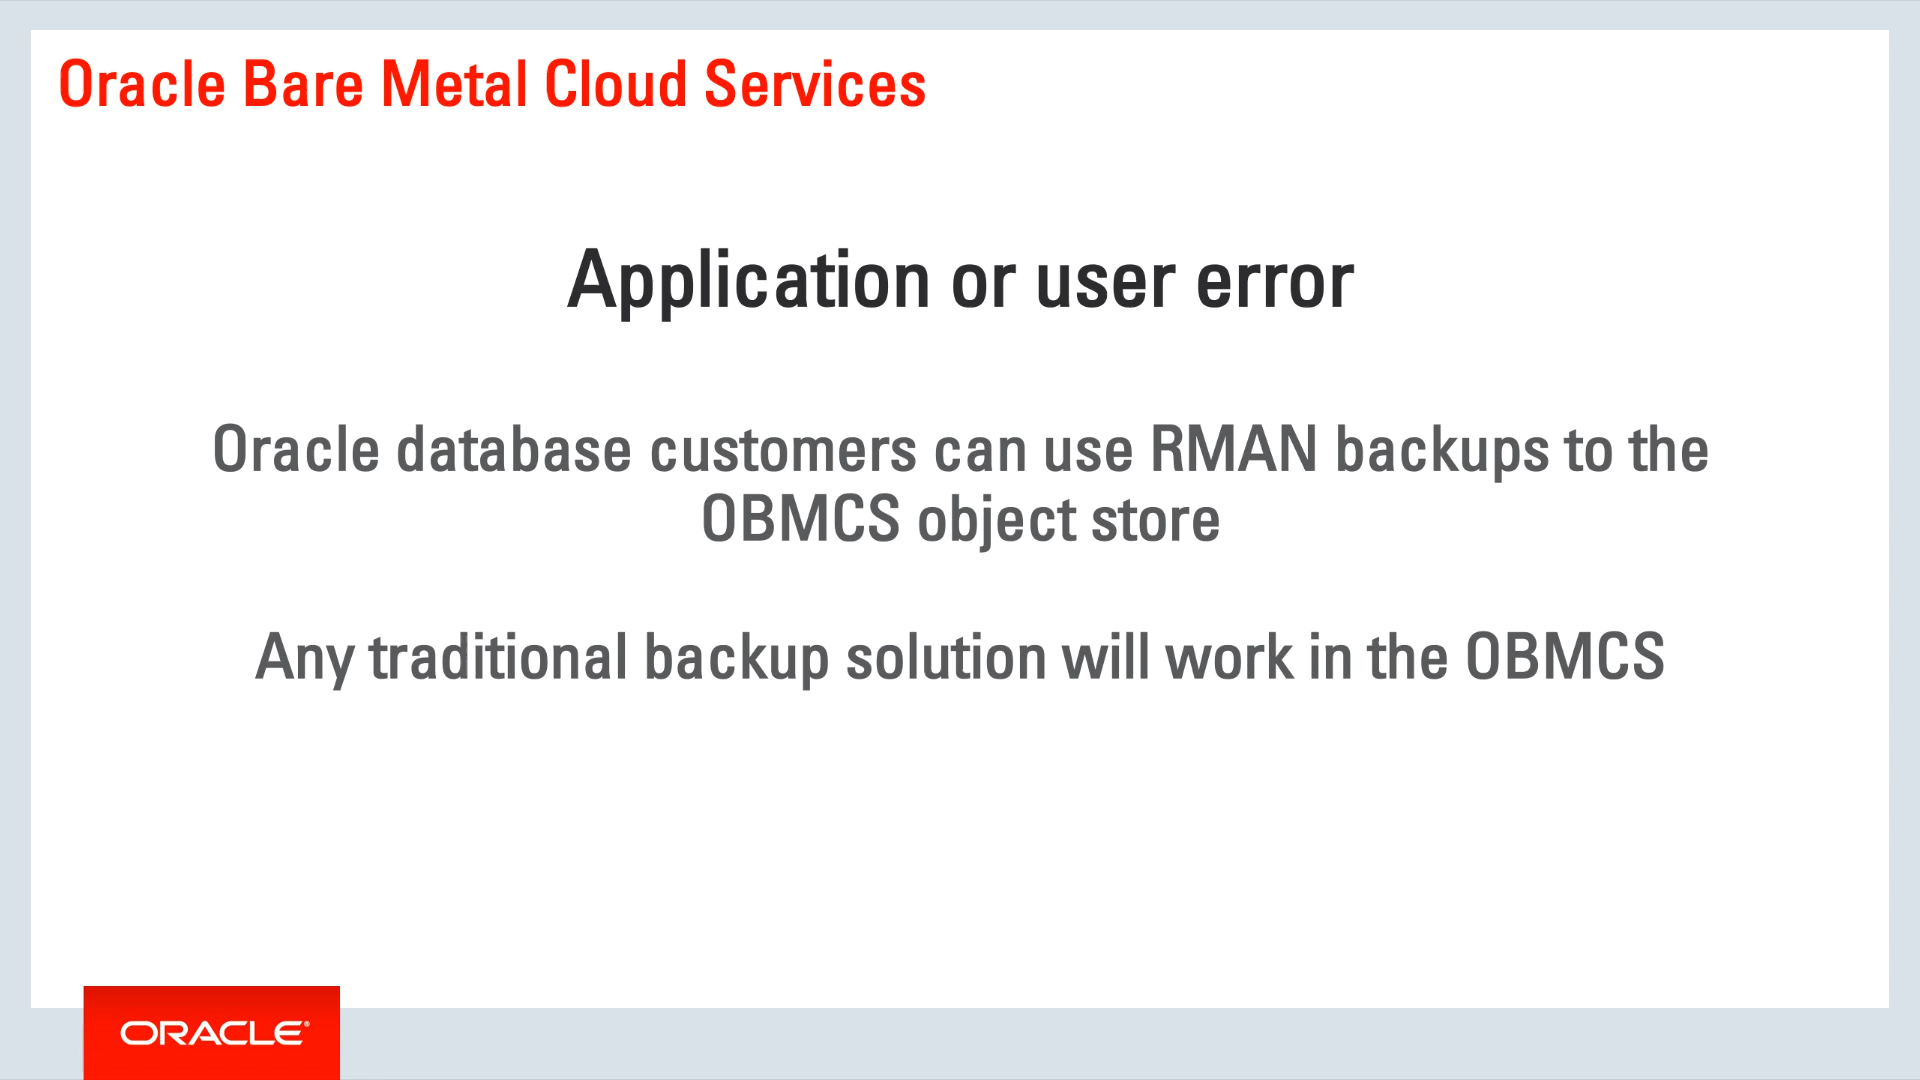 Oracle Bare Metal Cloud Services
Application or user error
Oracle database customers can use RMAN backups to the
OBMCS object store
Any traditional backup solution will work in the OBMCS
ORACLE®